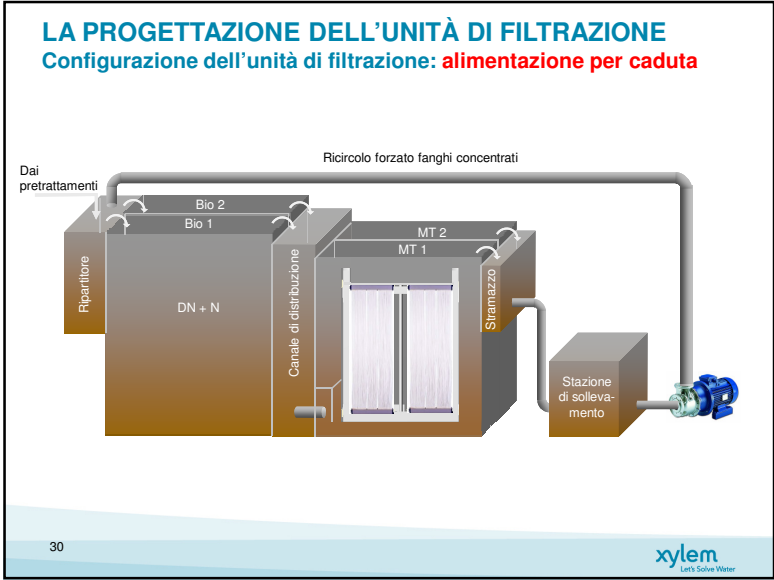 LA PROGETTAZIONE DELL'UNITÀ DI FILTRAZIONE
Configurazione dell'unità di filtrazione: alimentazione per caduta
Ricircolo forzato fanghi concentrati
Dai
pretrattamenti
Bio 2
Bio 1
MT 2
MT 1
Ripartitore
DN + N
Canale di distribuzione
Stramazzo
Stazione
di solleva-
mento
30
xylem
Let's Solve Water